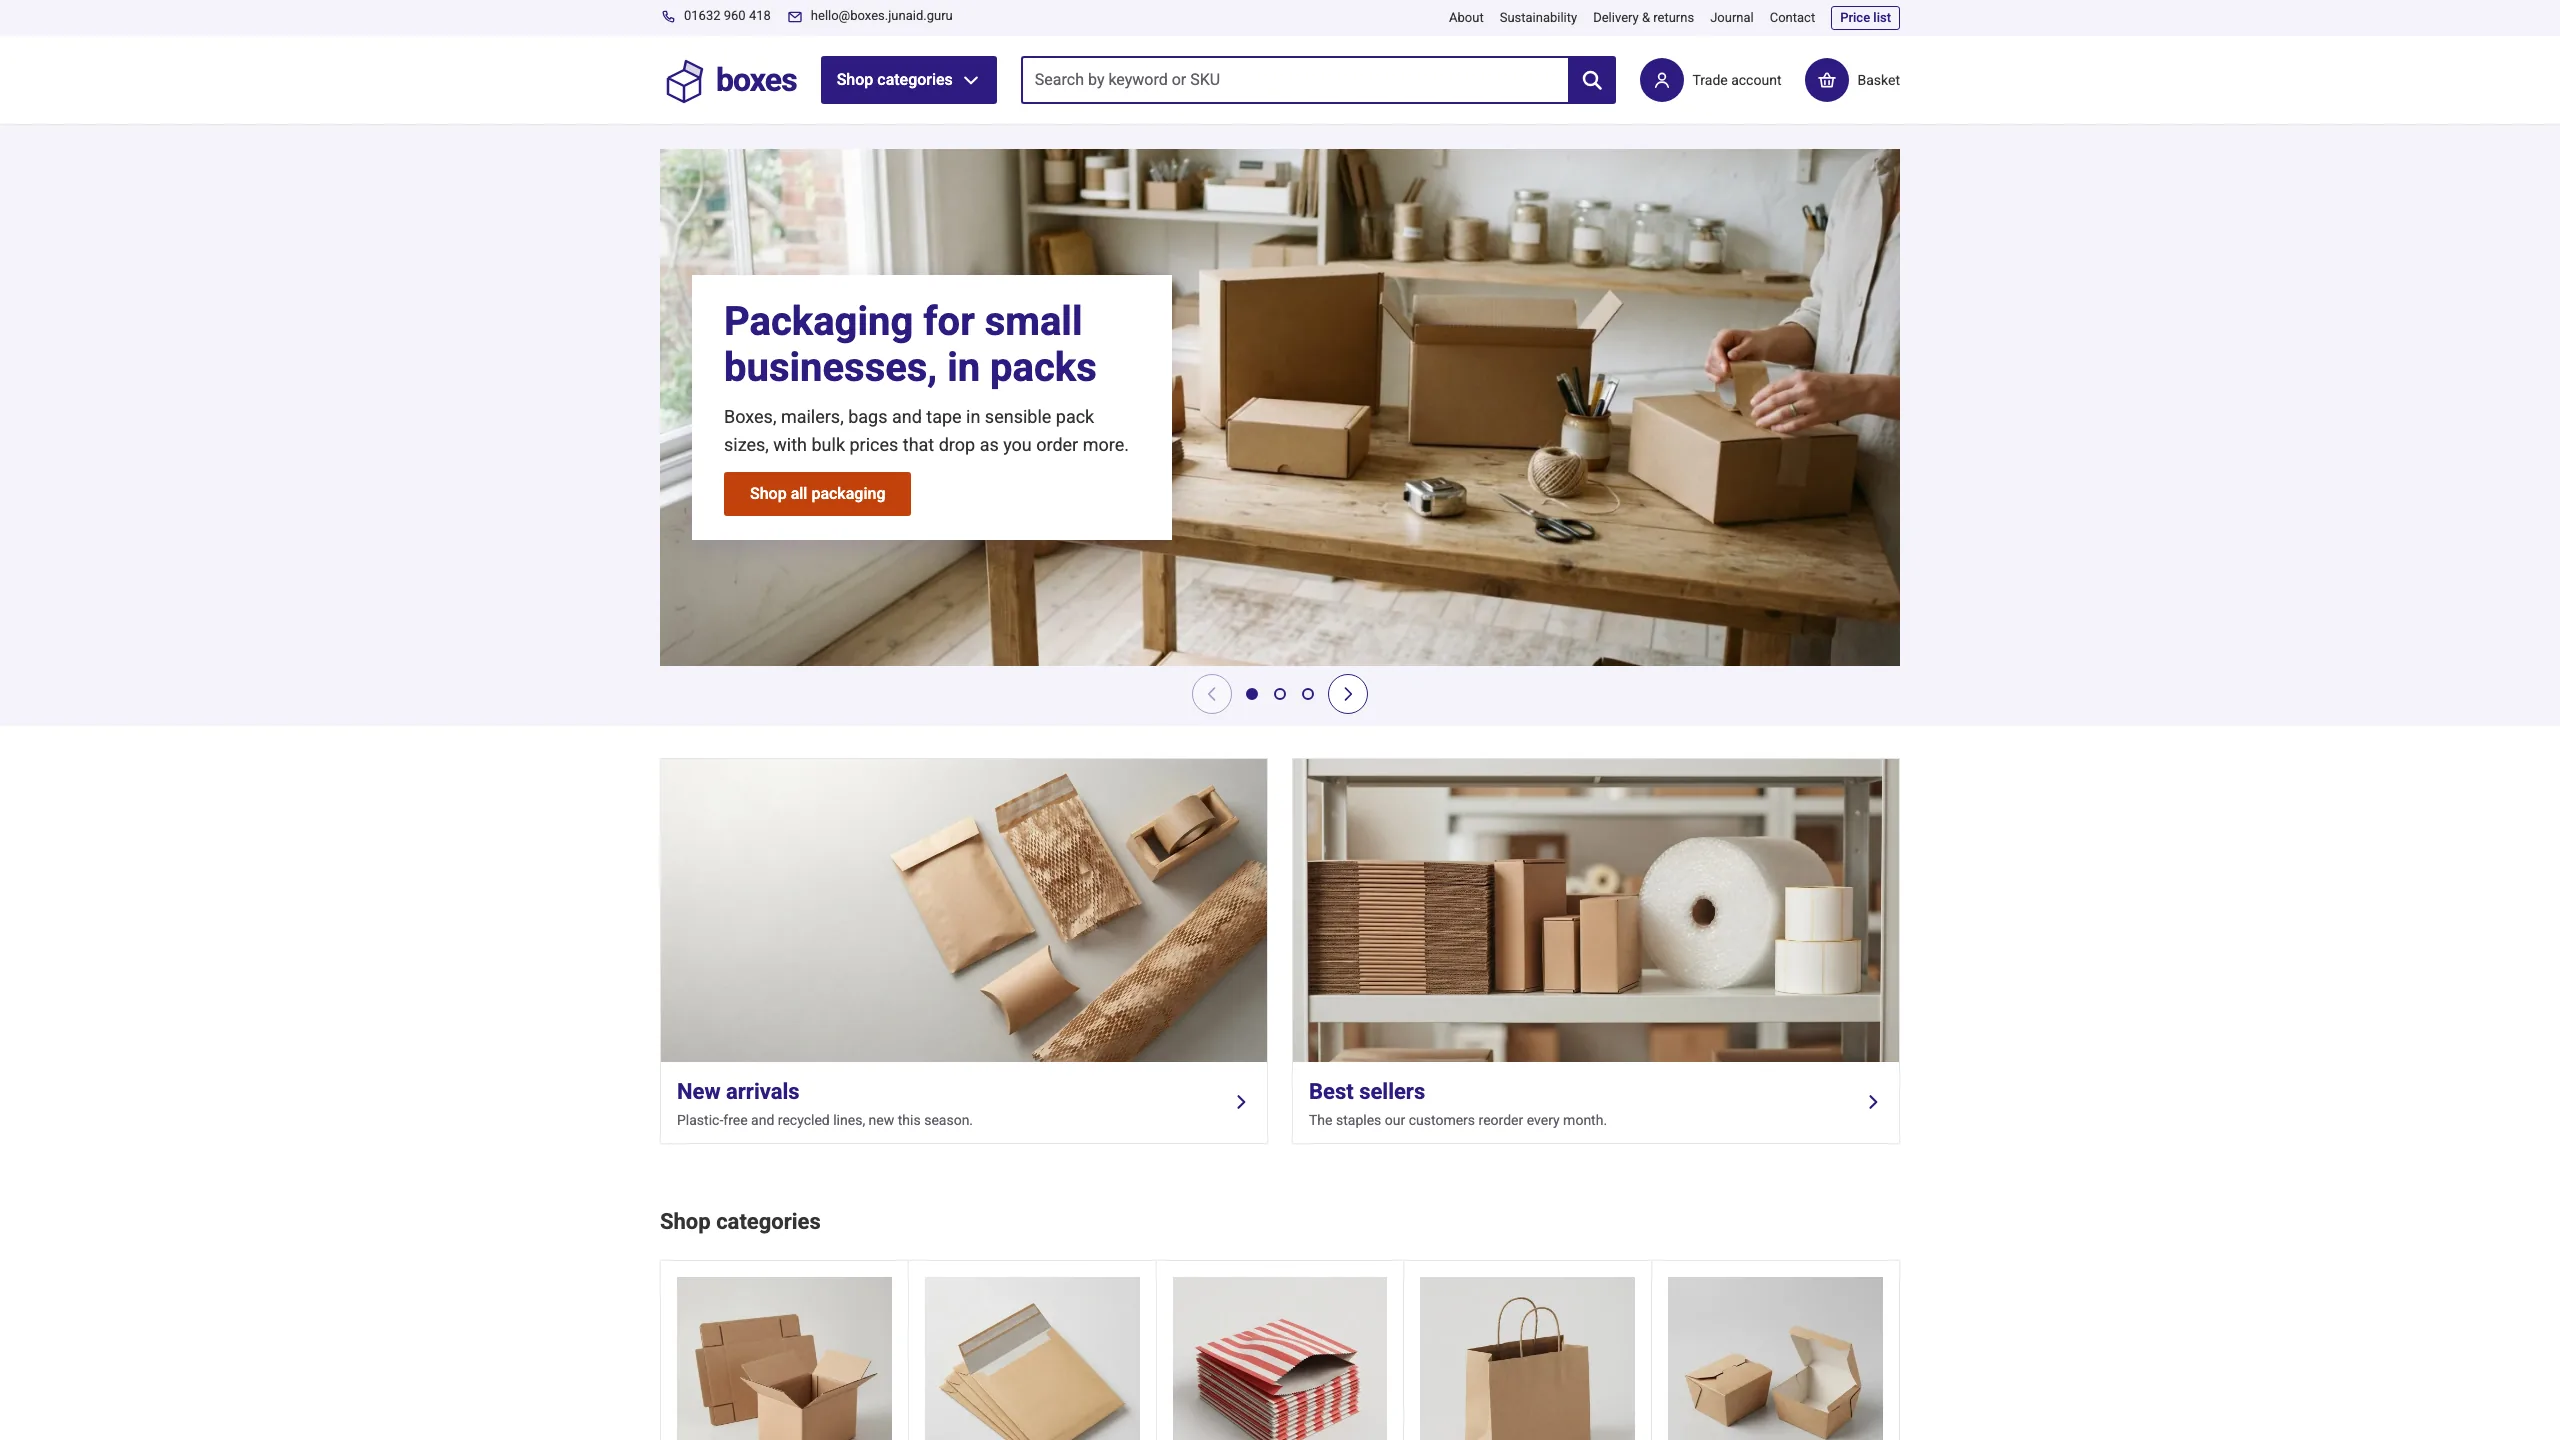 01632 960 418
hello@boxes.junaid.guru
About
Sustainability
Delivery & returns
Journal
Contact
Price list
boxes
Shop categories
Search by keyword or SKU
Trade account
Basket
Packaging for small
businesses, in packs
Boxes, mailers, bags and tape in sensible pack
sizes, with bulk prices that drop as you order more.
Shop all packaging
New arrivals
Plastic-free and recycled lines, new this season.
Best sellers
The staples our customers reorder every month.
Shop categories